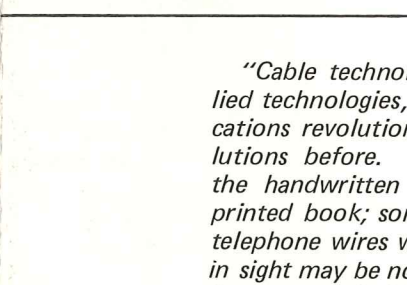 "Cable technol
lied technologies,
cations revolution
lutions before.
the handwritten
printed book; sor
telephone wires w
in sight may be no